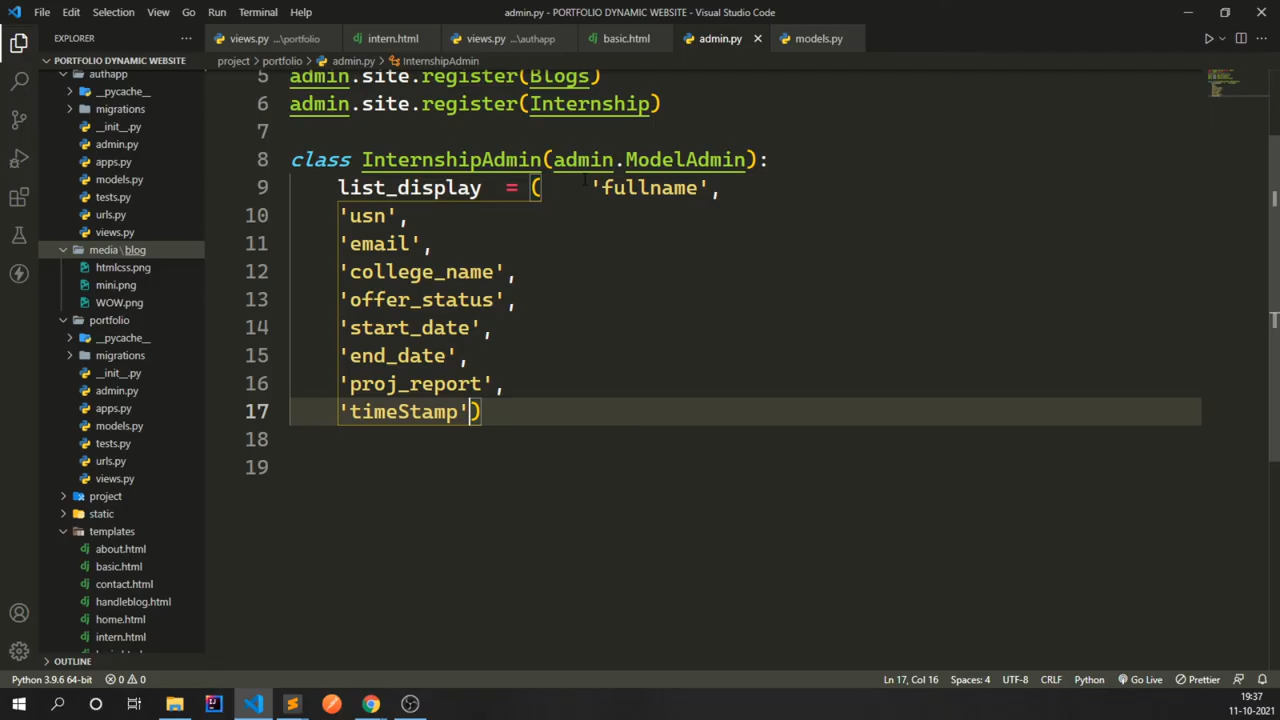 File Edit Selection View Go Run Terminal Help admin.py - PORTFOLIO DYNAMIC WEBSITE - Visual Studio Code
EXPLORER
views.py ...\portfolio intern.html views.py ...\authapp basic.html admin.py models.py
PORTFOLIO DYNAMIC WEBSITE
project > portfolio > admin.py > InternshipAdmin
authapp
__pycache__
migrations
__init__.py
admin.py
apps.py
models.py
tests.py
urls.py
views.py
media \ blog
htmlcss.png
mini.png
WOW.png
portfolio
__pycache__
migrations
__init__.py
admin.py
apps.py
models.py
tests.py
urls.py
views.py
project
static
templates
about.html
basic.html
contact.html
handleblog.html
home.html
intern.html
OUTLINE
5 admin.site.register(Blogs)
6 admin.site.register(Internship)
7
8 class InternshipAdmin(admin.ModelAdmin):
9 list_display = ( 'fullname',
10 'usn',
11 'email',
12 'college_name',
13 'offer_status',
14 'start_date',
15 'end_date',
16 'proj_report',
17 'timeStamp')
18
19
Python 3.9.6 64-bit 0 0 Ln 17, Col 16 Spaces: 4 UTF-8 CRLF Python Go Live Prettier
19:37
11-10-2021